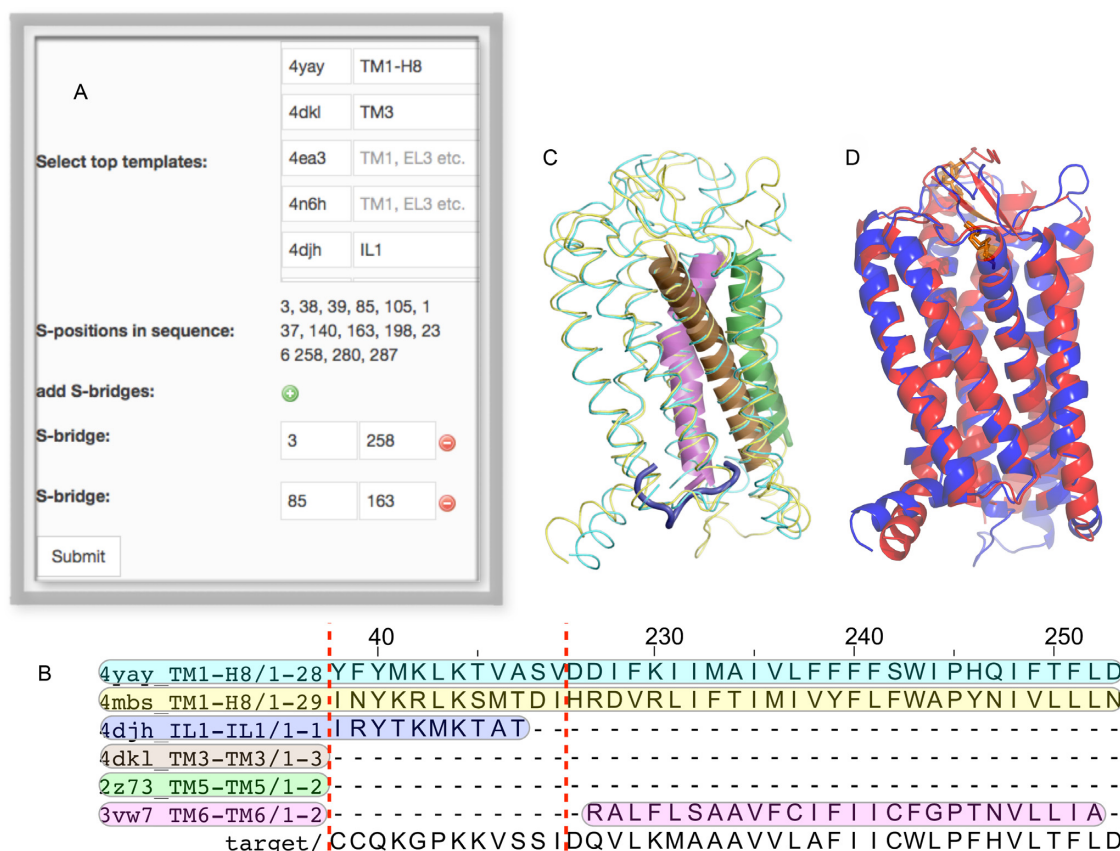 A
4yay TM1-H8
4dkl TM3
Select top templates:
4ea3 TM1, EL3 etc.
4n6h TM1, EL3 etc.
4djh IL1
S-positions in sequence:
3, 38, 39, 85, 105, 1
37, 140, 163, 198, 23
6 258, 280, 287
add S-bridges:
S-bridge: 3 258
S-bridge: 85 163
Submit
C
D
B
40 230 240 250
4yay_TM1-H8/1-28 YFYMKLKTVASVDDIFKIIMAIVLFFFFSWIPHQIFTFLD
4mbs_TM1-H8/1-29 INYKRLKSMTDIHRDVRLIFTIMIVYFLFWAPYNIVLLLN
4djh_IL1-IL1/1-1 IRYTKMKTAT------------------------------
4dkl_TM3-TM3/1-3 ----------------------------------------
2z73_TM5-TM5/1-2 ----------------------------------------
3vw7_TM6-TM6/1-2 -------------RALFLSAAVFCIFIICFGPTNVLLIA-
target/ CCQKGPKKVSSIDQVLKMAAAVVLAFIICWLPFHVLTFLD